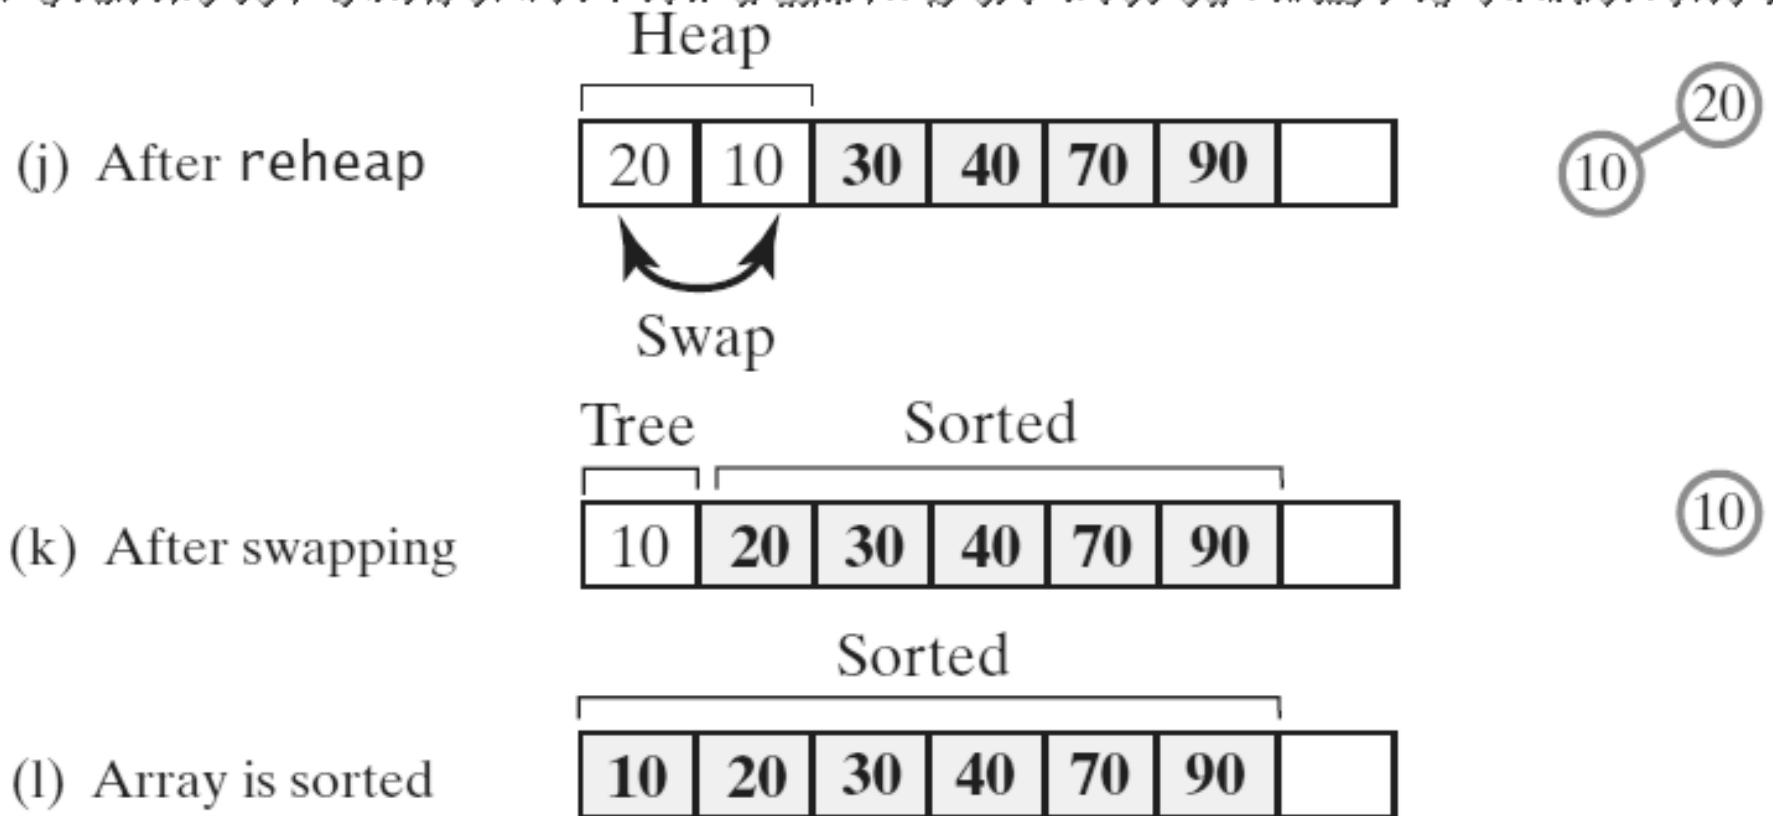 Heap
(j) After reheap 20 10 30 40 70 90
20
10
Swap
Tree Sorted
(k) After swapping 10 20 30 40 70 90
10
Sorted
(l) Array is sorted 10 20 30 40 70 90